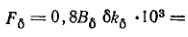 F_δ = 0,8B_δ δk_δ · 10³ =